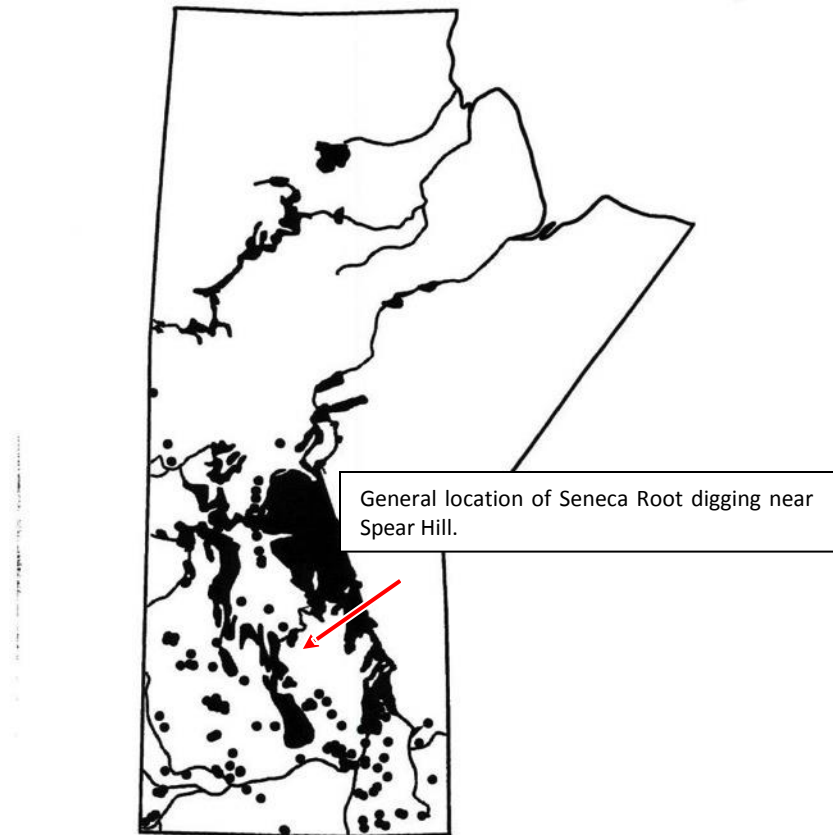 General location of Seneca Root digging near
Spear Hill.